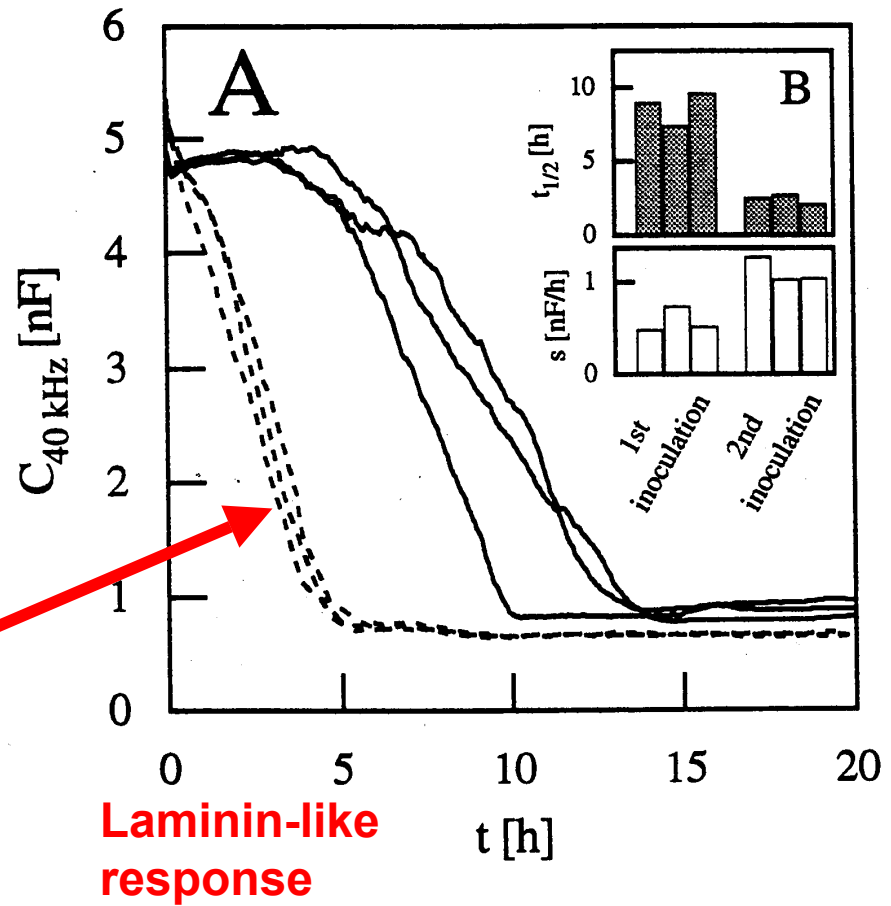 A
B
6
5
4
3
2
1
0
C40 kHz [nF]
10
5
0
t1/2 [h]
1
0
s [nF/h]
1st
inoculation
2nd
inoculation
0 5 10 15 20
t [h]
Laminin-like
response